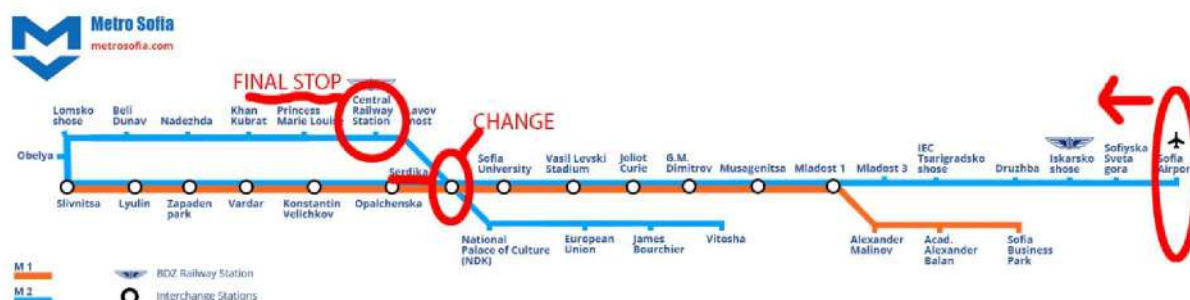 Metro Sofia
metrosofia.com
FINAL STOP
CHANGE
Lomsko
shose
Beli
Dunav
Nadezhda
Khan
Kubrat
Princess
Marie Louise
Central
Railway
Station
Lavov
most
Obelya
Serdika
Sofia
University
Vasil Levski
Stadium
Joliot
Curie
G.M.
Dimitrov
Musagenitsa
Mladost 1
Mladost 3
IEC
Tsarigradsko
shose
Druzhba
Iskarsko
shose
Sofiyska
Sveta
gora
Sofia
Airport
Slivnitsa
Lyulin
Zapaden
park
Vardar
Konstantin
Velichkov
Opalchenska
National
Palace of Culture
(NDK)
European
Union
James
Bourchier
Vitosha
Alexander
Malinov
Acad.
Alexander
Balan
Sofia
Business
Park
M 1
BDZ Railway Station
M 2
Interchange Stations